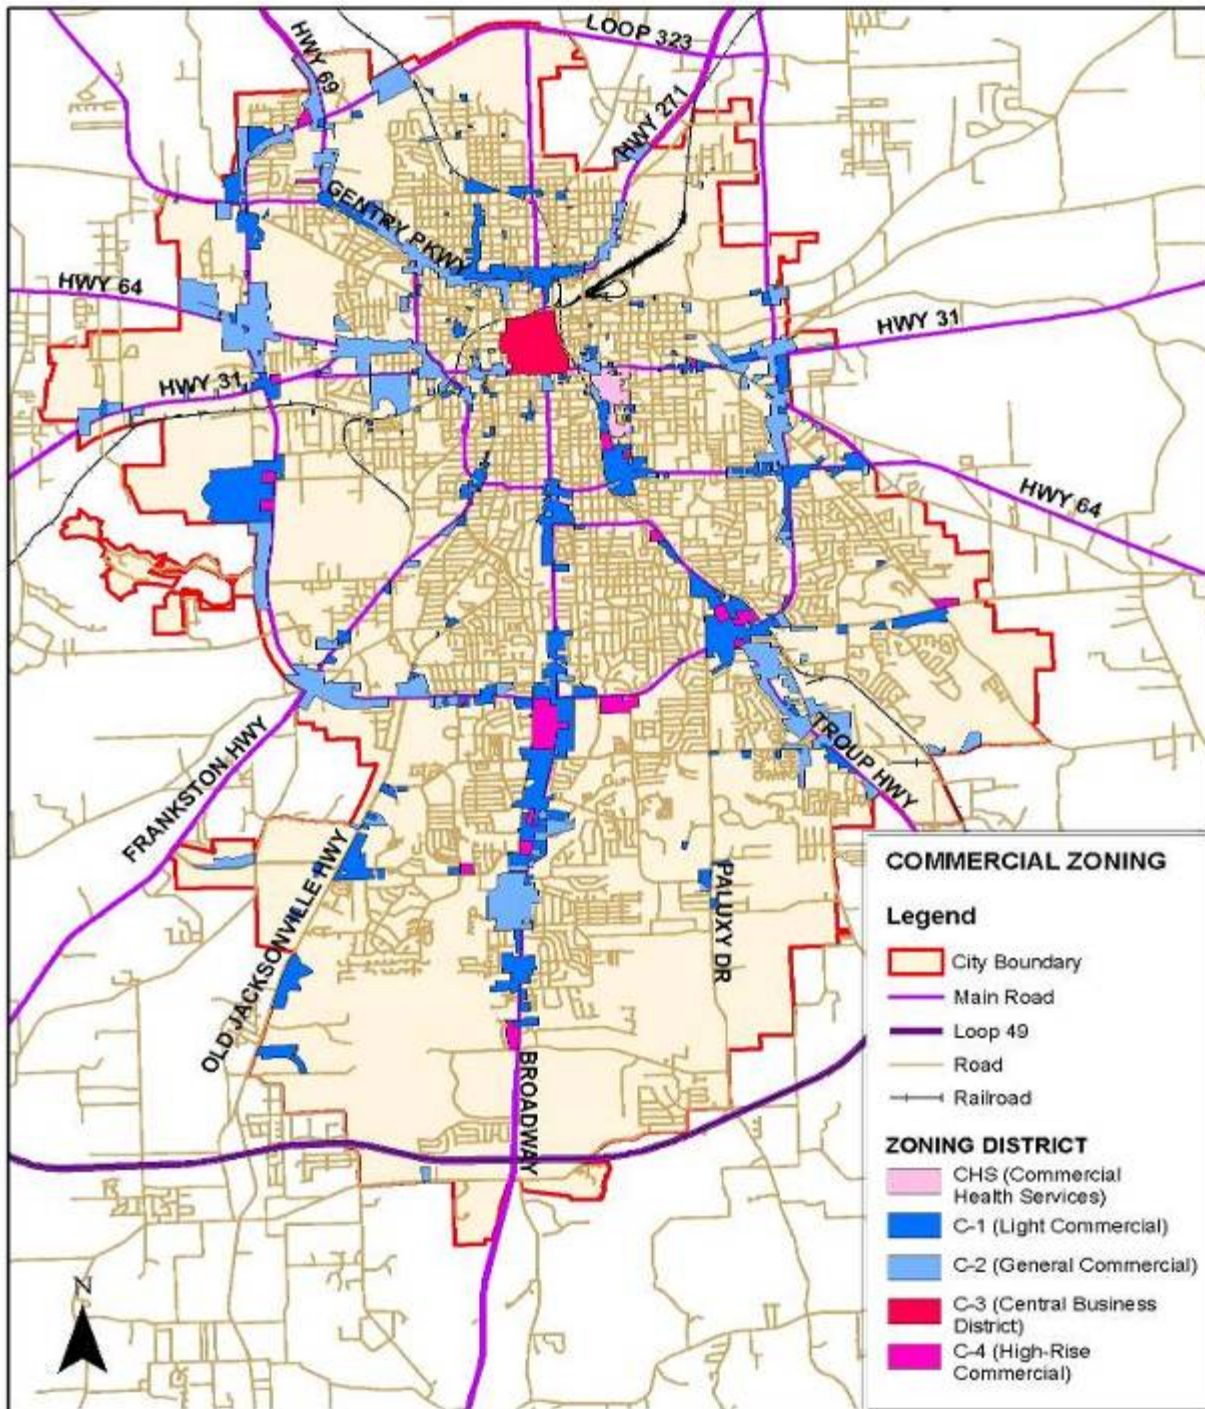 LOOP 323
HWY 69
HWY 271
GENTRY PKWY
HWY 64
HWY 31
HWY 31
HWY 64
FRANKSTON HWY
TROUP HWY
OLD JACKSONVILLE HWY
PALUXY DR
BROADWAY
COMMERCIAL ZONING
Legend
City Boundary
Main Road
Loop 49
Road
Railroad
ZONING DISTRICT
CHS (Commercial
Health Services)
C-1 (Light Commercial)
C-2 (General Commercial)
C-3 (Central Business
District)
C-4 (High-Rise
Commercial)
N